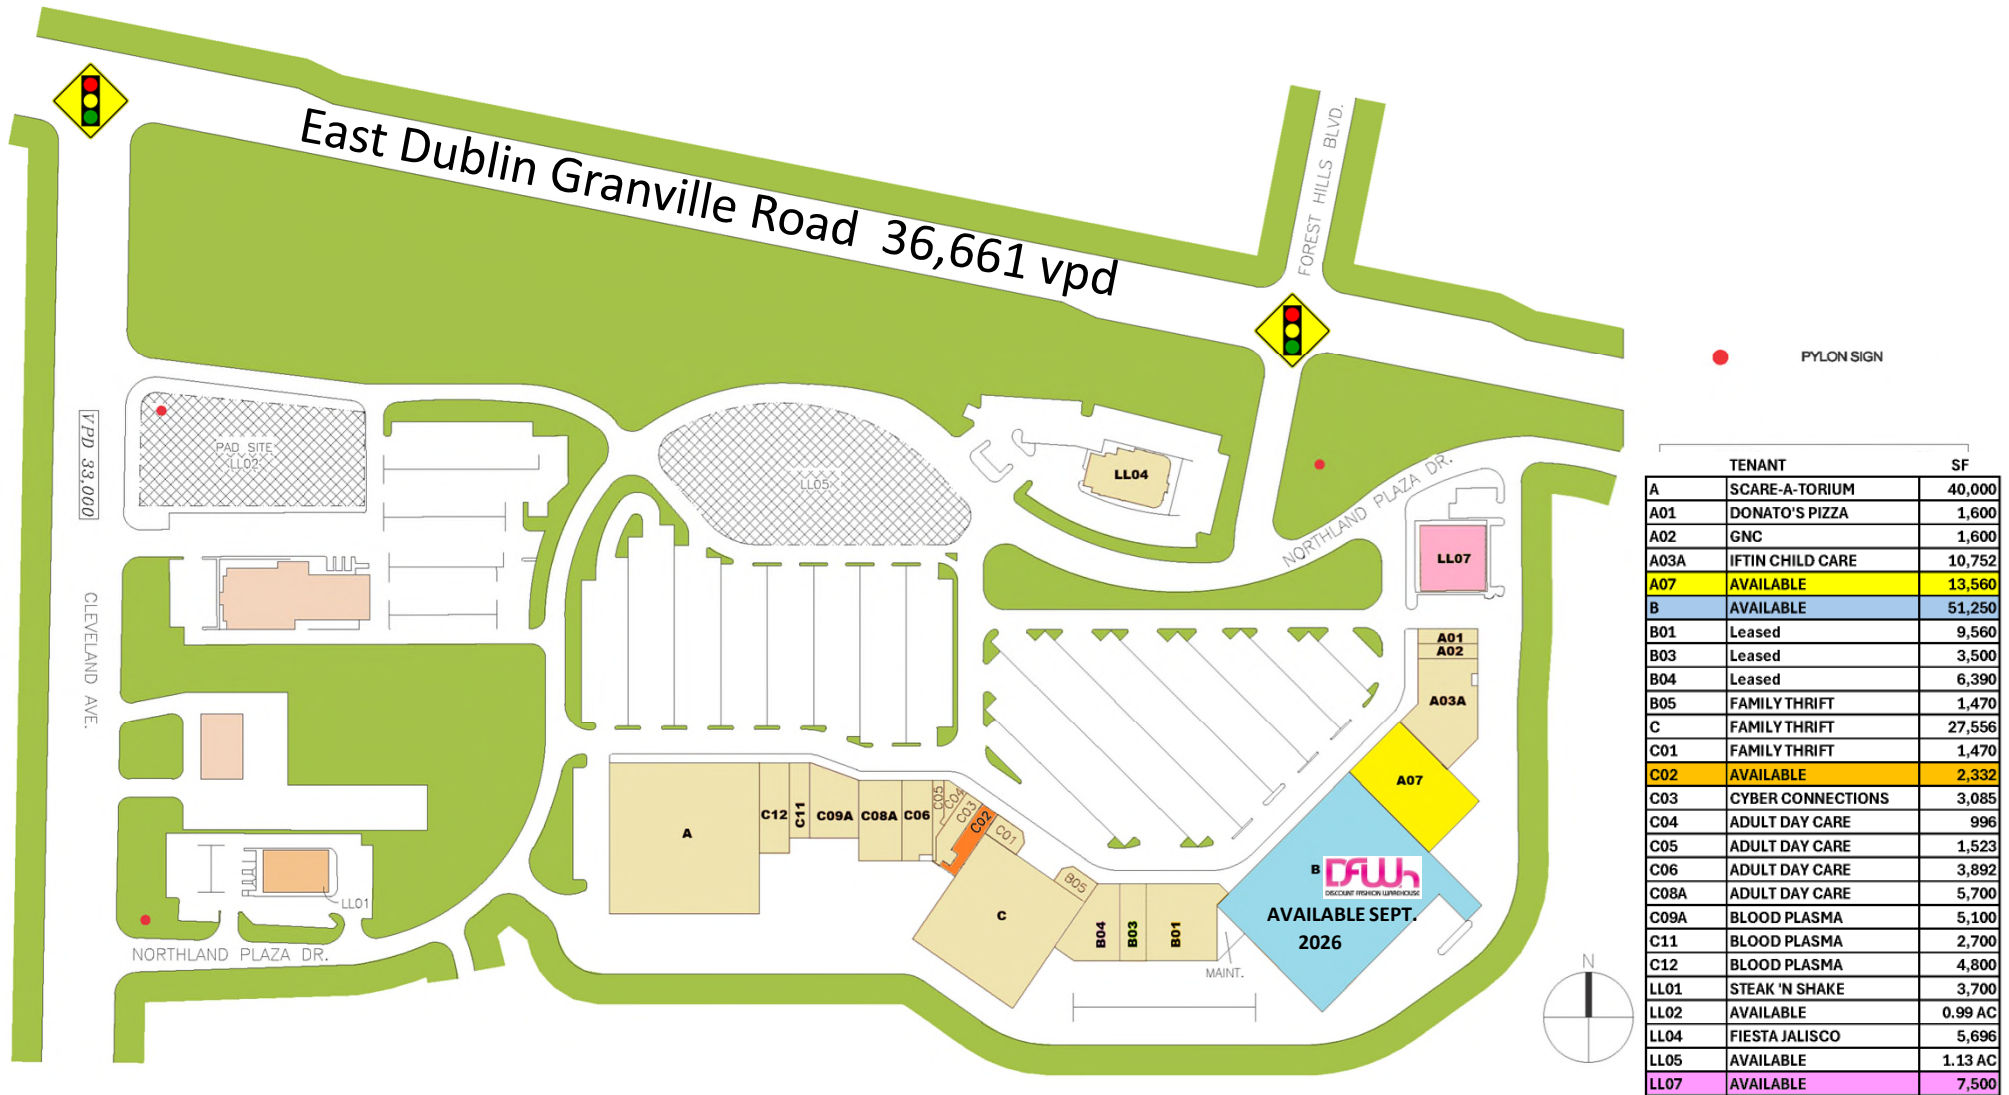 East Dublin Granville Road 36,661 vpd
FOREST HILLS BLVD.
PYLON SIGN
VPD 33,000
PAD SITE
LL02
LL05
LL04
NORTHLAND PLAZA DR.
LL07
CLEVELAND AVE.
A01
A02
A03A
A07
A
C12
C11
C09A
C08A
C06
C05
C04
C03
C02
C01
C
B05
B04
B03
B01
B
DFWh
DISCOUNT FASHION WAREHOUSE
AVAILABLE SEPT.
2026
MAINT.
LL01
NORTHLAND PLAZA DR.
N
TENANT SF
A SCARE-A-TORIUM 40,000
A01 DONATO'S PIZZA 1,600
A02 GNC 1,600
A03A IFTIN CHILD CARE 10,752
A07 AVAILABLE 13,560
B AVAILABLE 51,250
B01 Leased 9,560
B03 Leased 3,500
B04 Leased 6,390
B05 FAMILY THRIFT 1,470
C FAMILY THRIFT 27,556
C01 FAMILY THRIFT 1,470
C02 AVAILABLE 2,332
C03 CYBER CONNECTIONS 3,085
C04 ADULT DAY CARE 996
C05 ADULT DAY CARE 1,523
C06 ADULT DAY CARE 3,892
C08A ADULT DAY CARE 5,700
C09A BLOOD PLASMA 5,100
C11 BLOOD PLASMA 2,700
C12 BLOOD PLASMA 4,800
LL01 STEAK 'N SHAKE 3,700
LL02 AVAILABLE 0.99 AC
LL04 FIESTA JALISCO 5,696
LL05 AVAILABLE 1.13 AC
LL07 AVAILABLE 7,500